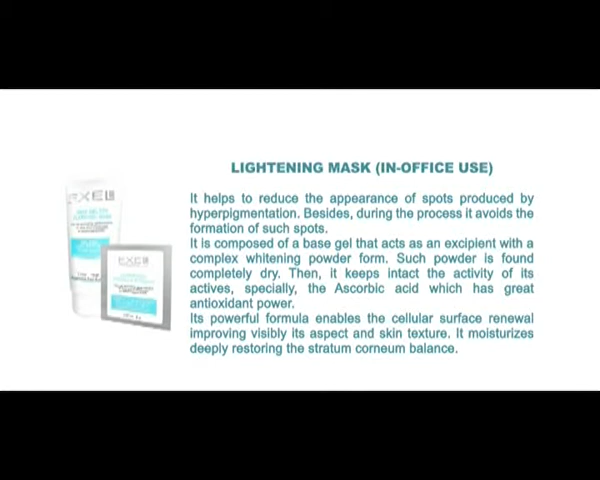 LIGHTENING MASK (IN-OFFICE USE)
It helps to reduce the appearance of spots produced by
hyperpigmentation. Besides, during the process it avoids the
formation of such spots.
It is composed of a base gel that acts as an excipient with a
complex whitening powder form. Such powder is found
completely dry. Then, it keeps intact the activity of its
actives, specially, the Ascorbic acid which has great
antioxidant power.
Its powerful formula enables the cellular surface renewal
improving visibly its aspect and skin texture. It moisturizes
deeply restoring the stratum corneum balance.
EXEL
EXEL